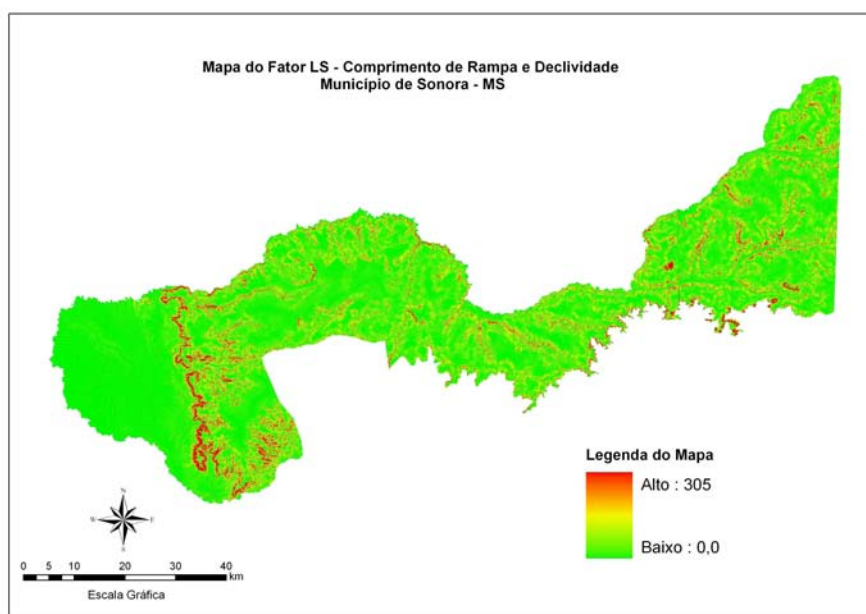 Mapa do Fator LS - Comprimento de Rampa e Declividade
Município de Sonora - MS
Legenda do Mapa
Alto : 305
Baixo : 0,0
N
W E
S
0 5 10 20 30 40
km
Escala Gráfica